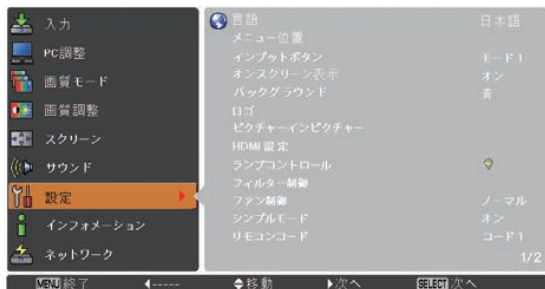 入力
PC調整
画質モード
画質調整
スクリーン
サウンド
設定
インフォメーション
ネットワーク
言語 日本語
メニュー位置
インプットボタン モード1
オンスクリーン表示 オン
バックグラウンド 青
ロゴ
ピクチャーインピクチャー
HDMI設定
ランプコントロール
フィルター制御
ファン制御 ノーマル
シンプルモード オン
リモコンコード コード1
1/2
MENU 終了 ----- 移動 次へ SELECT 次へ